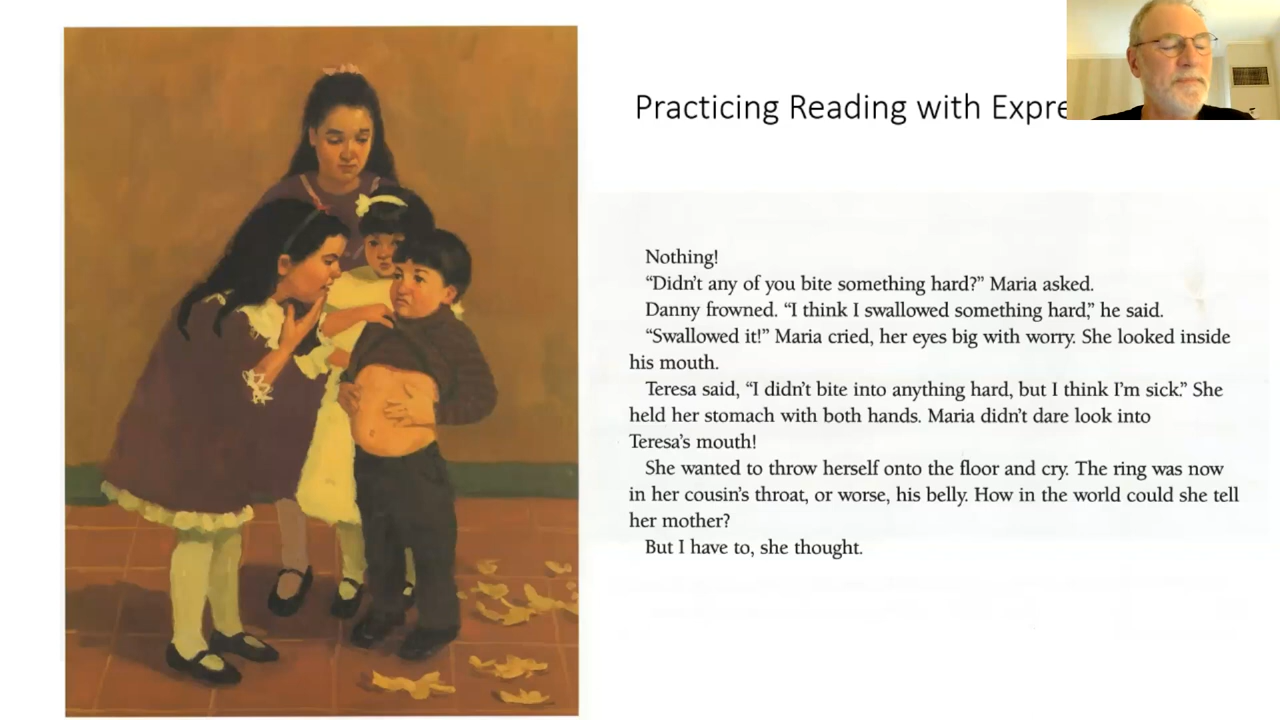 Practicing Reading with Expre
Nothing!
“Didn’t any of you bite something hard?” Maria asked.
Danny frowned. “I think I swallowed something hard,” he said.
“Swallowed it!” Maria cried, her eyes big with worry. She looked inside
his mouth.
Teresa said, “I didn’t bite into anything hard, but I think I’m sick.” She
held her stomach with both hands. Maria didn’t dare look into
Teresa’s mouth!
She wanted to throw herself onto the floor and cry. The ring was now
in her cousin’s throat, or worse, his belly. How in the world could she tell
her mother?
But I have to, she thought.